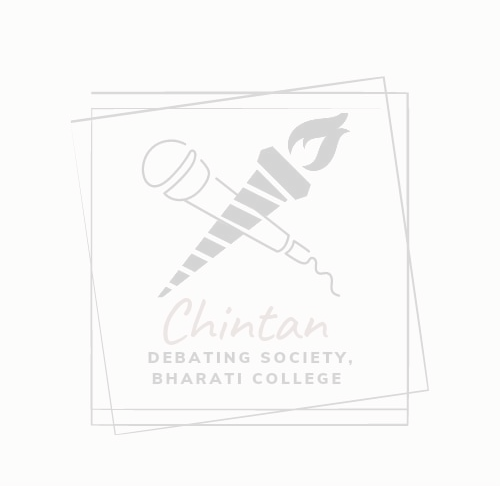 Chintan
DEBATING SOCIETY,
BHARATI COLLEGE